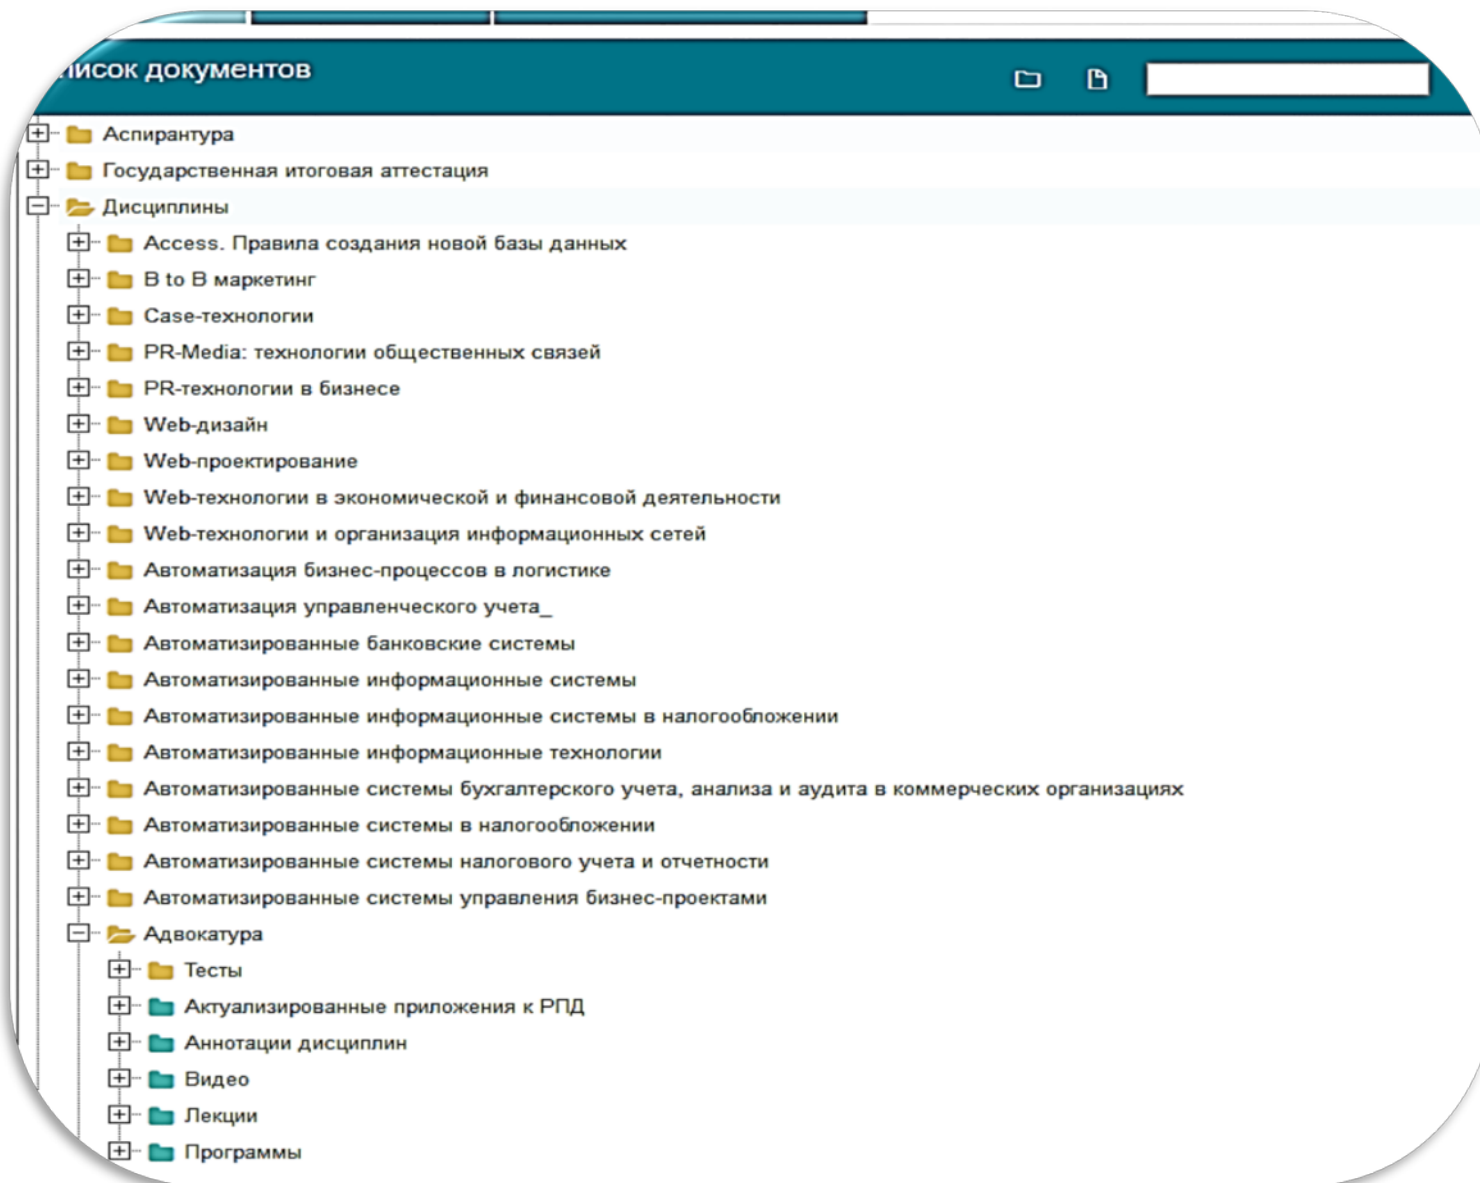 писок документов
Аспирантура
Государственная итоговая аттестация
Дисциплины
Access. Правила создания новой базы данных
B to B маркетинг
Case-технологии
PR-Media: технологии общественных связей
PR-технологии в бизнесе
Web-дизайн
Web-проектирование
Web-технологии в экономической и финансовой деятельности
Web-технологии и организация информационных сетей
Автоматизация бизнес-процессов в логистике
Автоматизация управленческого учета_
Автоматизированные банковские системы
Автоматизированные информационные системы
Автоматизированные информационные системы в налогообложении
Автоматизированные информационные технологии
Автоматизированные системы бухгалтерского учета, анализа и аудита в коммерческих организациях
Автоматизированные системы в налогообложении
Автоматизированные системы налогового учета и отчетности
Автоматизированные системы управления бизнес-проектами
Адвокатура
Тесты
Актуализированные приложения к РПД
Аннотации дисциплин
Видео
Лекции
Программы